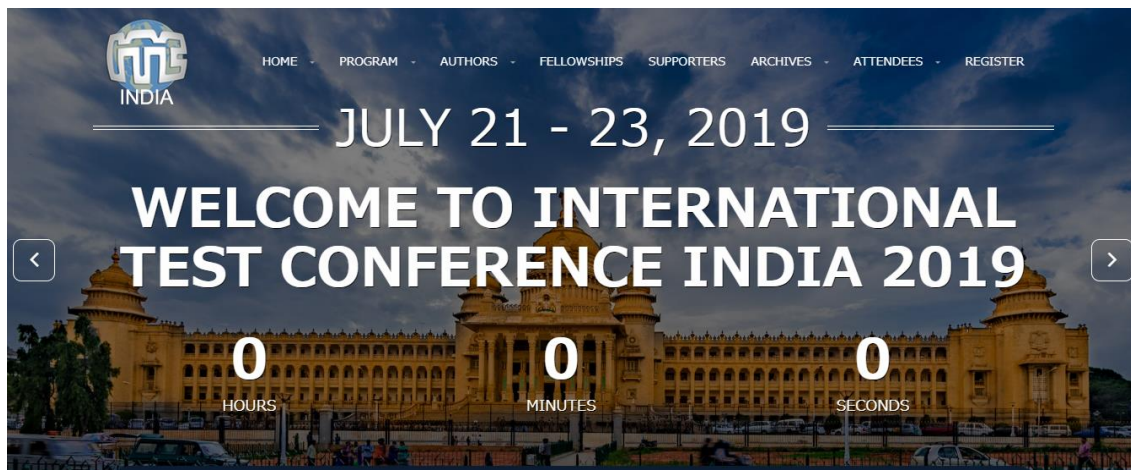 INDIA
HOME PROGRAM AUTHORS FELLOWSHIPS SUPPORTERS ARCHIVES ATTENDEES REGISTER
JULY 21 - 23, 2019
WELCOME TO INTERNATIONAL
TEST CONFERENCE INDIA 2019
0 0 0
HOURS MINUTES SECONDS